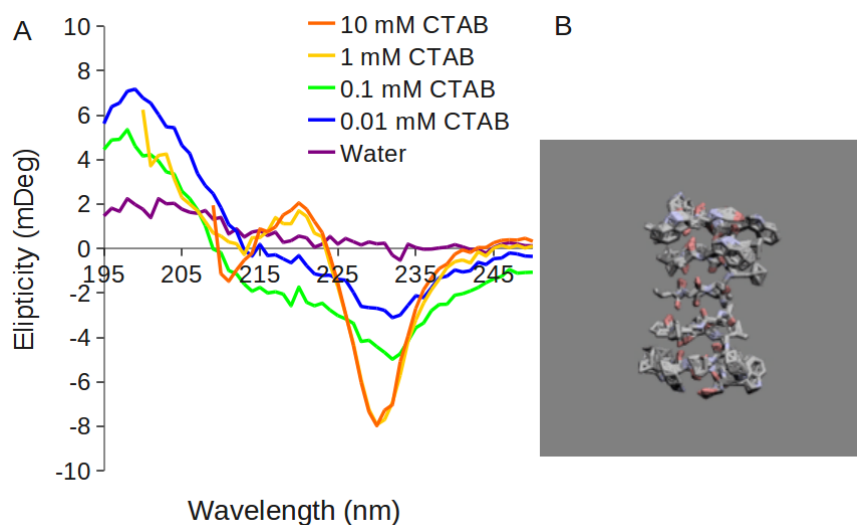 A
B
10 mM CTAB
1 mM CTAB
0.1 mM CTAB
0.01 mM CTAB
Water
10
8
6
4
2
0
-2
-4
-6
-8
-10
195 205 215 225 235 245
Elipticity (mDeg)
Wavelength (nm)